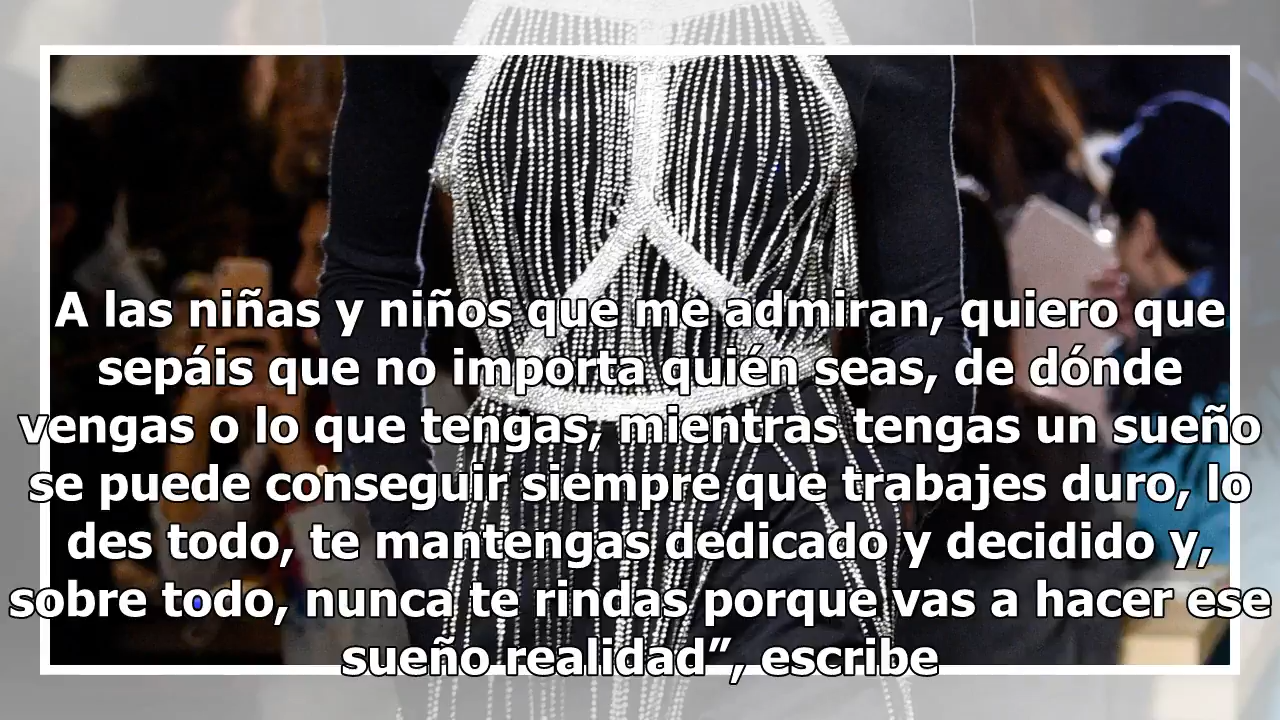 A las niñas y niños que me admiran, quiero que
sepáis que no importa quién seas, de dónde
vengas o lo que tengas, mientras tengas un sueño
se puede conseguir siempre que trabajes duro, lo
des todo, te mantengas dedicado y decidido y,
sobre todo, nunca te rindas porque vas a hacer ese
sueño realidad”, escribe